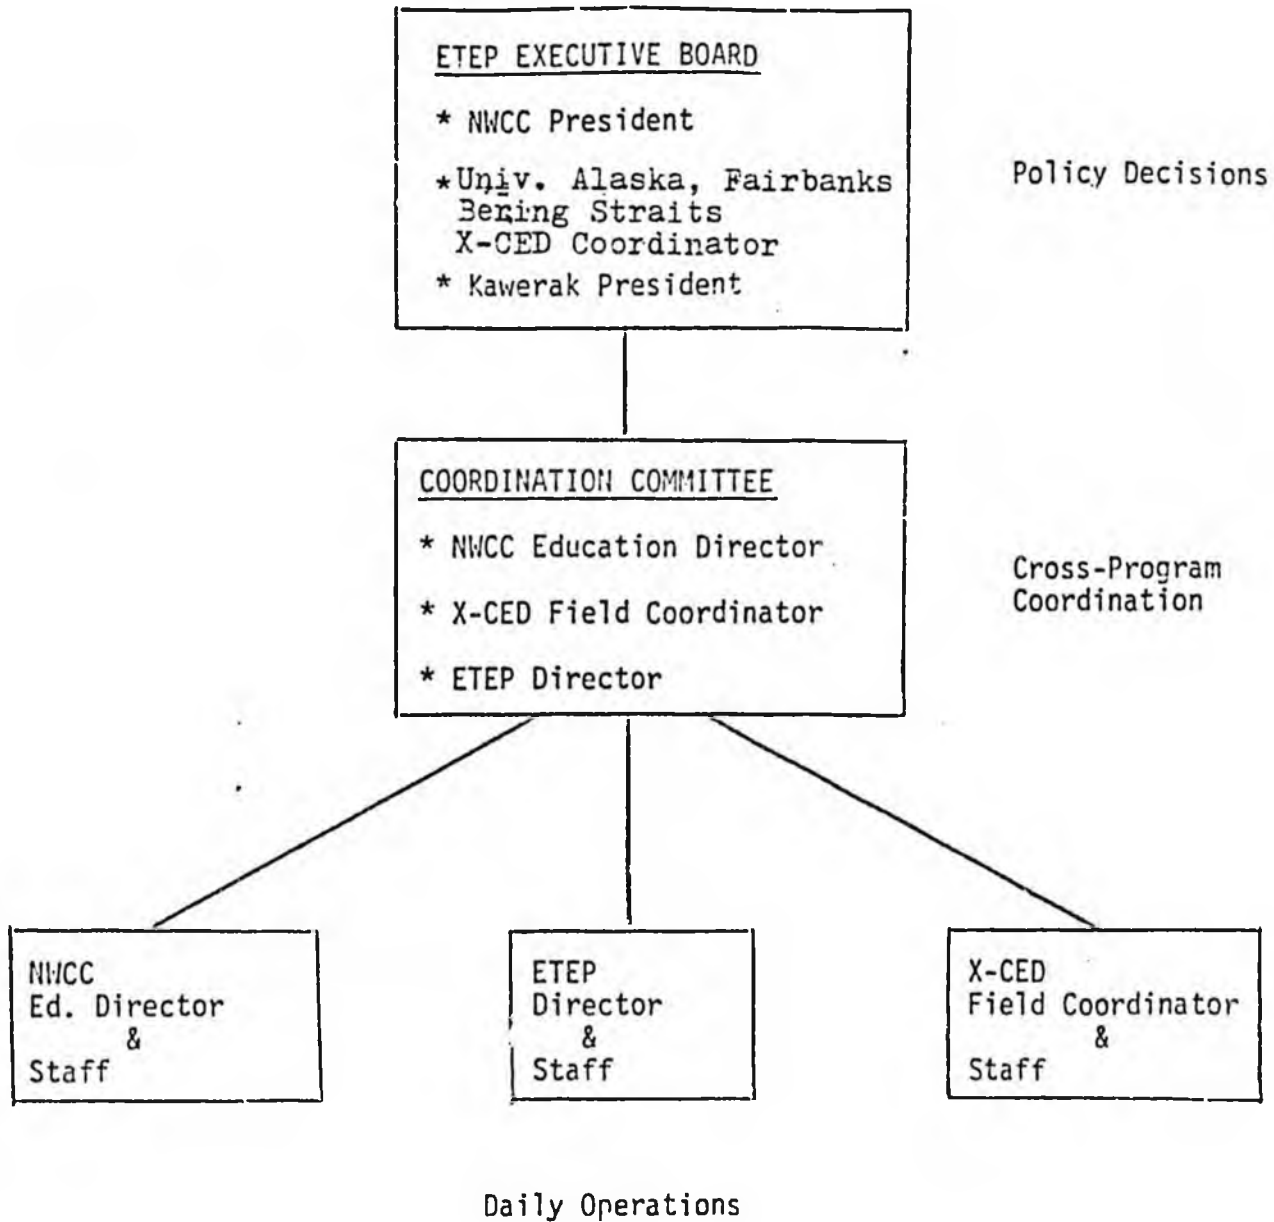 ETEP EXECUTIVE BOARD
* NWCC President
*Univ. Alaska, Fairbanks
Bering Straits
X-CED Coordinator
* Kawerak President
Policy Decisions
COORDINATION COMMITTEE
* NWCC Education Director
* X-CED Field Coordinator
* ETEP Director
Cross-Program
Coordination
NWCC
Ed. Director
&
Staff
ETEP
Director
&
Staff
X-CED
Field Coordinator
&
Staff
Daily Operations